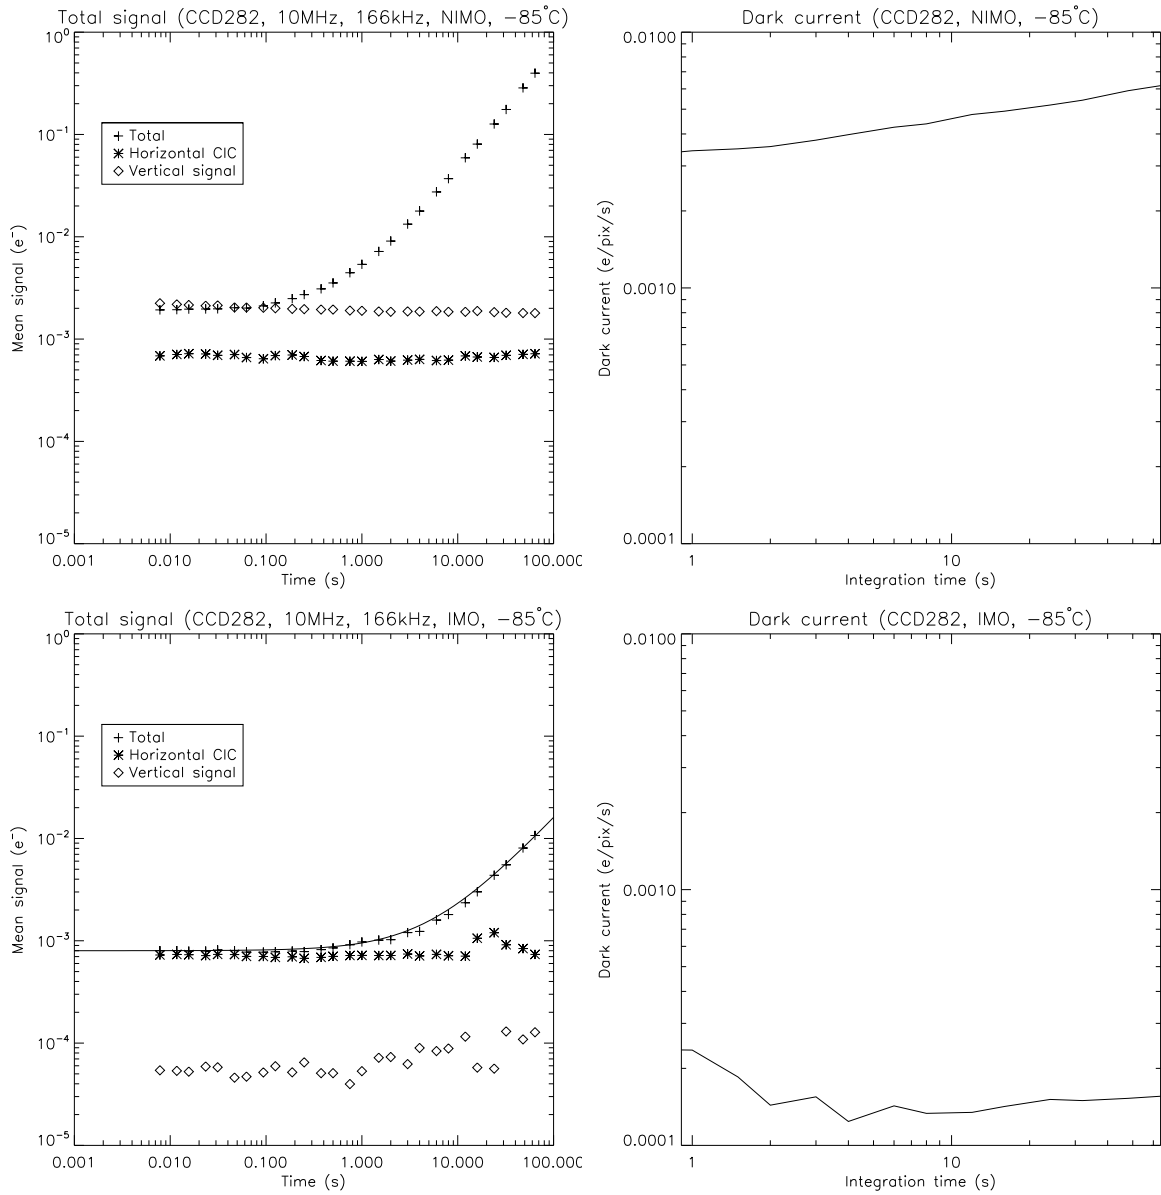 Total signal (CCD282, 10MHz, 166kHz, NIMO, −85°C)
10⁰
10⁻¹
10⁻²
10⁻³
10⁻⁴
10⁻⁵
Mean signal (e⁻)
Total
Horizontal CIC
Vertical signal
0.001 0.010 0.100 1.000 10.000 100.000
Time (s)
Dark current (CCD282, NIMO, −85°C)
0.0100
0.0010
0.0001
Dark current (e/pix/s)
1 10
Integration time (s)
Total signal (CCD282, 10MHz, 166kHz, IMO, −85°C)
10⁰
10⁻¹
10⁻²
10⁻³
10⁻⁴
10⁻⁵
Mean signal (e⁻)
Total
Horizontal CIC
Vertical signal
0.001 0.010 0.100 1.000 10.000 100.000
Time (s)
Dark current (CCD282, IMO, −85°C)
0.0100
0.0010
0.0001
Dark current (e/pix/s)
1 10
Integration time (s)